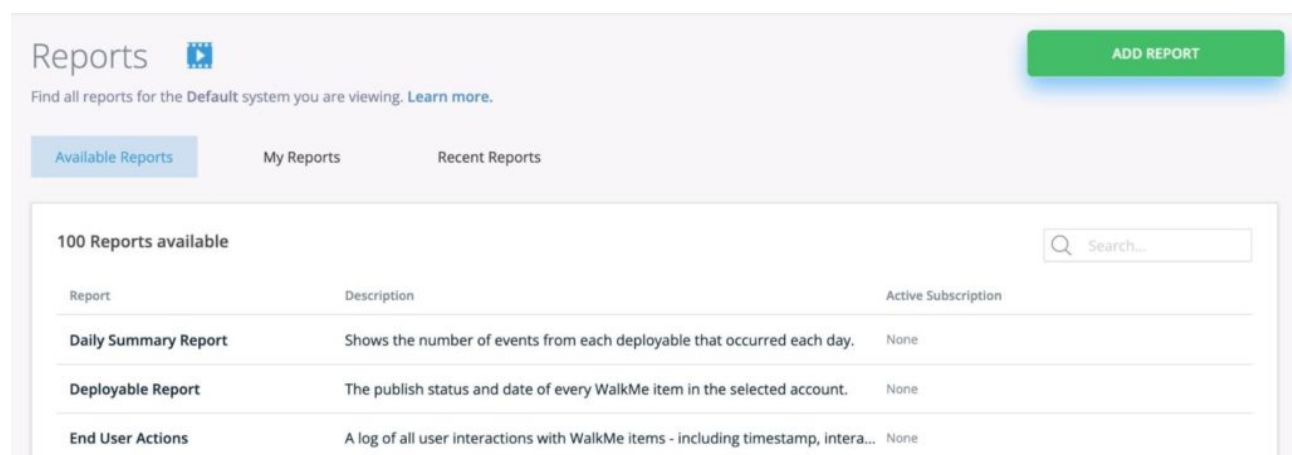 Reports
ADD REPORT
Find all reports for the Default system you are viewing. Learn more.
Available Reports My Reports Recent Reports
100 Reports available
Search...
Report Description Active Subscription
Daily Summary Report Shows the number of events from each deployable that occurred each day. None
Deployable Report The publish status and date of every WalkMe item in the selected account. None
End User Actions A log of all user interactions with WalkMe items - including timestamp, intera... None